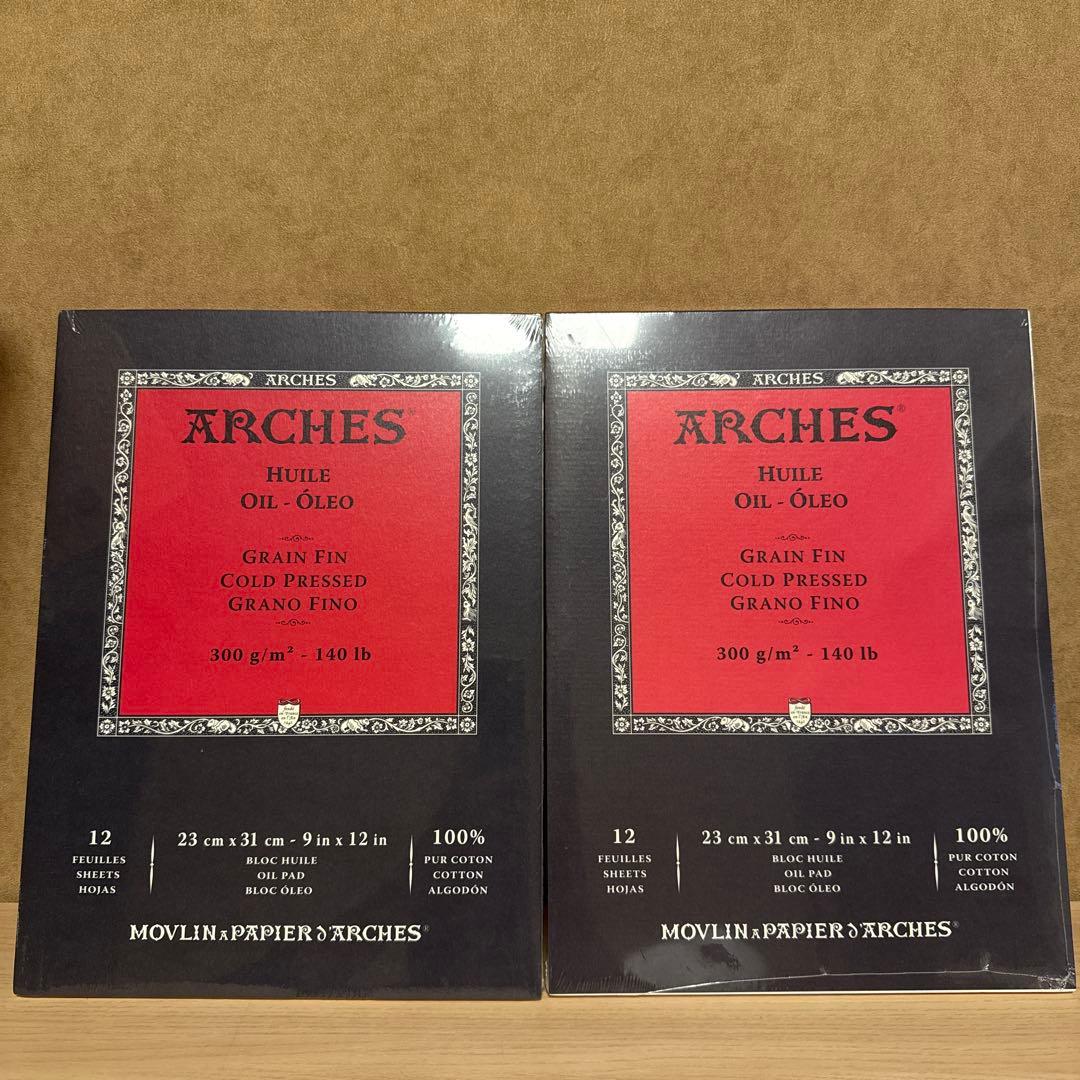 ARCHES
ARCHES®
HUILE
OIL - ÓLEO
GRAIN FIN
COLD PRESSED
GRANO FINO
300 g/m² - 140 lb
12
FEUILLES
SHEETS
HOJAS
23 cm x 31 cm - 9 in x 12 in
BLOC HUILE
OIL PAD
BLOC ÓLEO
100%
PUR COTON
COTTON
ALGODÓN
MOVLIN A PAPIER D'ARCHES®
ARCHES
ARCHES®
HUILE
OIL - ÓLEO
GRAIN FIN
COLD PRESSED
GRANO FINO
300 g/m² - 140 lb
12
FEUILLES
SHEETS
HOJAS
23 cm x 31 cm - 9 in x 12 in
BLOC HUILE
OIL PAD
BLOC ÓLEO
100%
PUR COTON
COTTON
ALGODÓN
MOVLIN A PAPIER D'ARCHES®